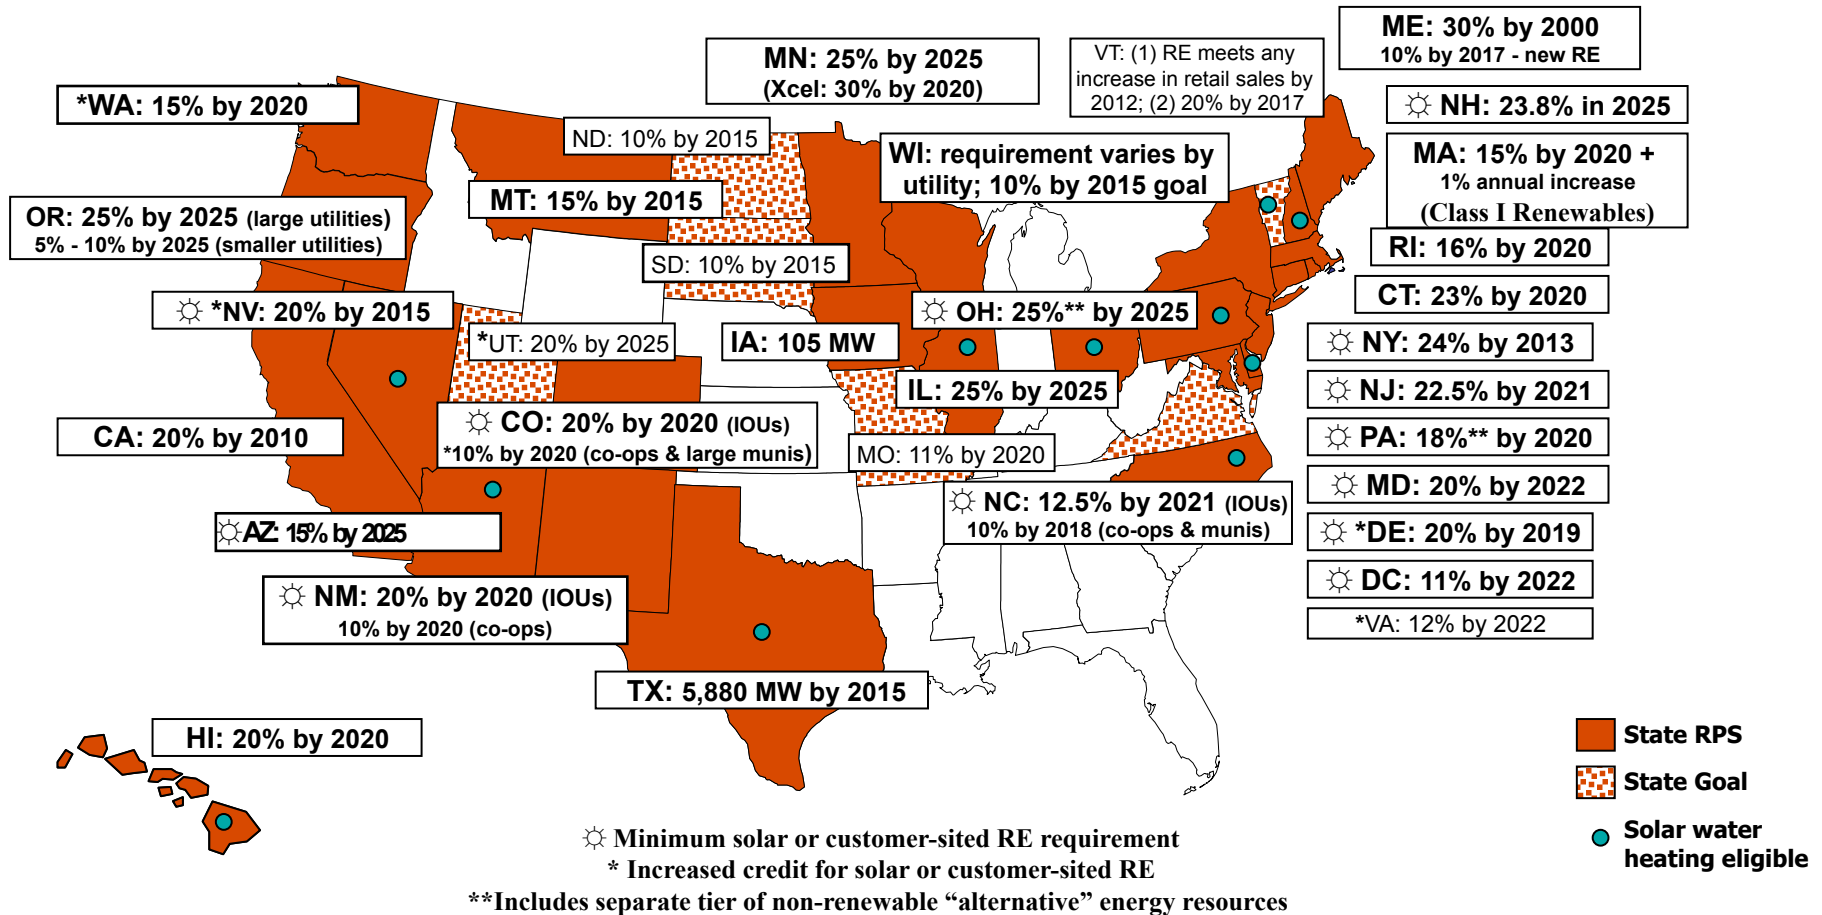 ME: 30% by 2000
10% by 2017 - new RE
MN: 25% by 2025
(Xcel: 30% by 2020)
VT: (1) RE meets any
increase in retail sales by
2012; (2) 20% by 2017
*WA: 15% by 2020
☼ NH: 23.8% in 2025
ND: 10% by 2015
WI: requirement varies by
utility; 10% by 2015 goal
MA: 15% by 2020 +
1% annual increase
(Class I Renewables)
MT: 15% by 2015
OR: 25% by 2025 (large utilities)
5% - 10% by 2025 (smaller utilities)
RI: 16% by 2020
SD: 10% by 2015
CT: 23% by 2020
☼ *NV: 20% by 2015
☼ OH: 25%** by 2025
*UT: 20% by 2025
IA: 105 MW
☼ NY: 24% by 2013
IL: 25% by 2025
☼ NJ: 22.5% by 2021
☼ CO: 20% by 2020 (IOUs)
*10% by 2020 (co-ops & large munis)
CA: 20% by 2010
☼ PA: 18%** by 2020
MO: 11% by 2020
☼ MD: 20% by 2022
☼ NC: 12.5% by 2021 (IOUs)
10% by 2018 (co-ops & munis)
☼ AZ: 15% by 2025
☼ *DE: 20% by 2019
☼ DC: 11% by 2022
☼ NM: 20% by 2020 (IOUs)
10% by 2020 (co-ops)
*VA: 12% by 2022
TX: 5,880 MW by 2015
HI: 20% by 2020
State RPS
State Goal
Solar water
heating eligible
☼ Minimum solar or customer-sited RE requirement
* Increased credit for solar or customer-sited RE
**Includes separate tier of non-renewable “alternative” energy resources